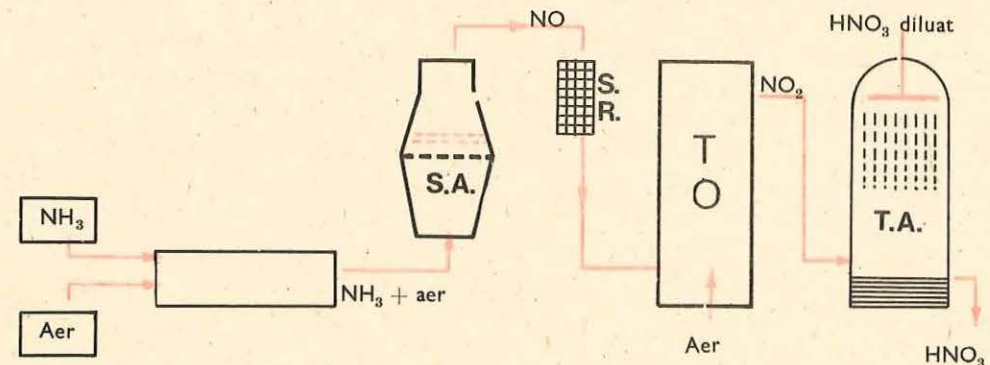 NH₃
Aer
NH₃ + aer
S.A.
NO
S.
R.
T
O
Aer
NO₂
HNO₃ diluat
T.A.
HNO₃